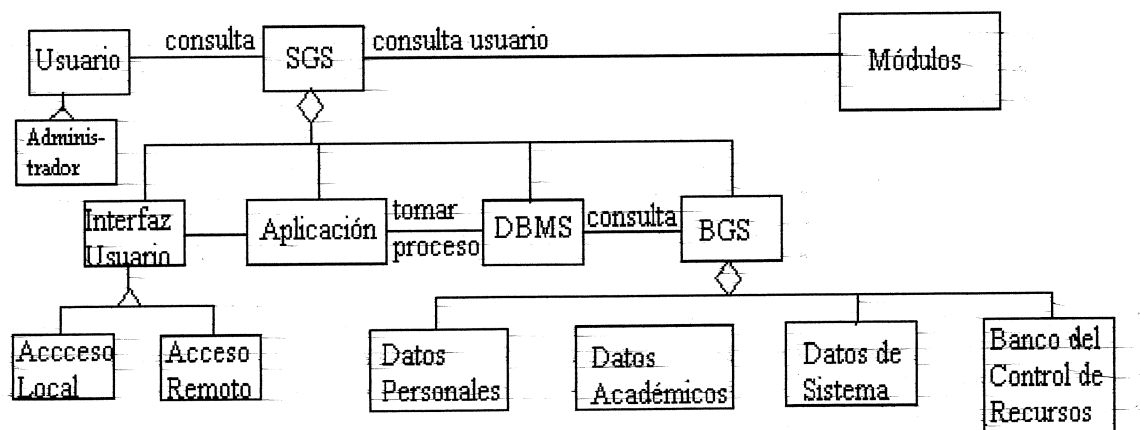 Usuario
consulta
SGS
consulta usuario
Módulos
Adminis-
trador
Interfaz
Usuario
Aplicación
tomar
proceso
DBMS
consulta
BGS
Accceso
Local
Acceso
Remoto
Datos
Personales
Datos
Académicos
Datos de
Sistema
Banco del
Control de
Recursos